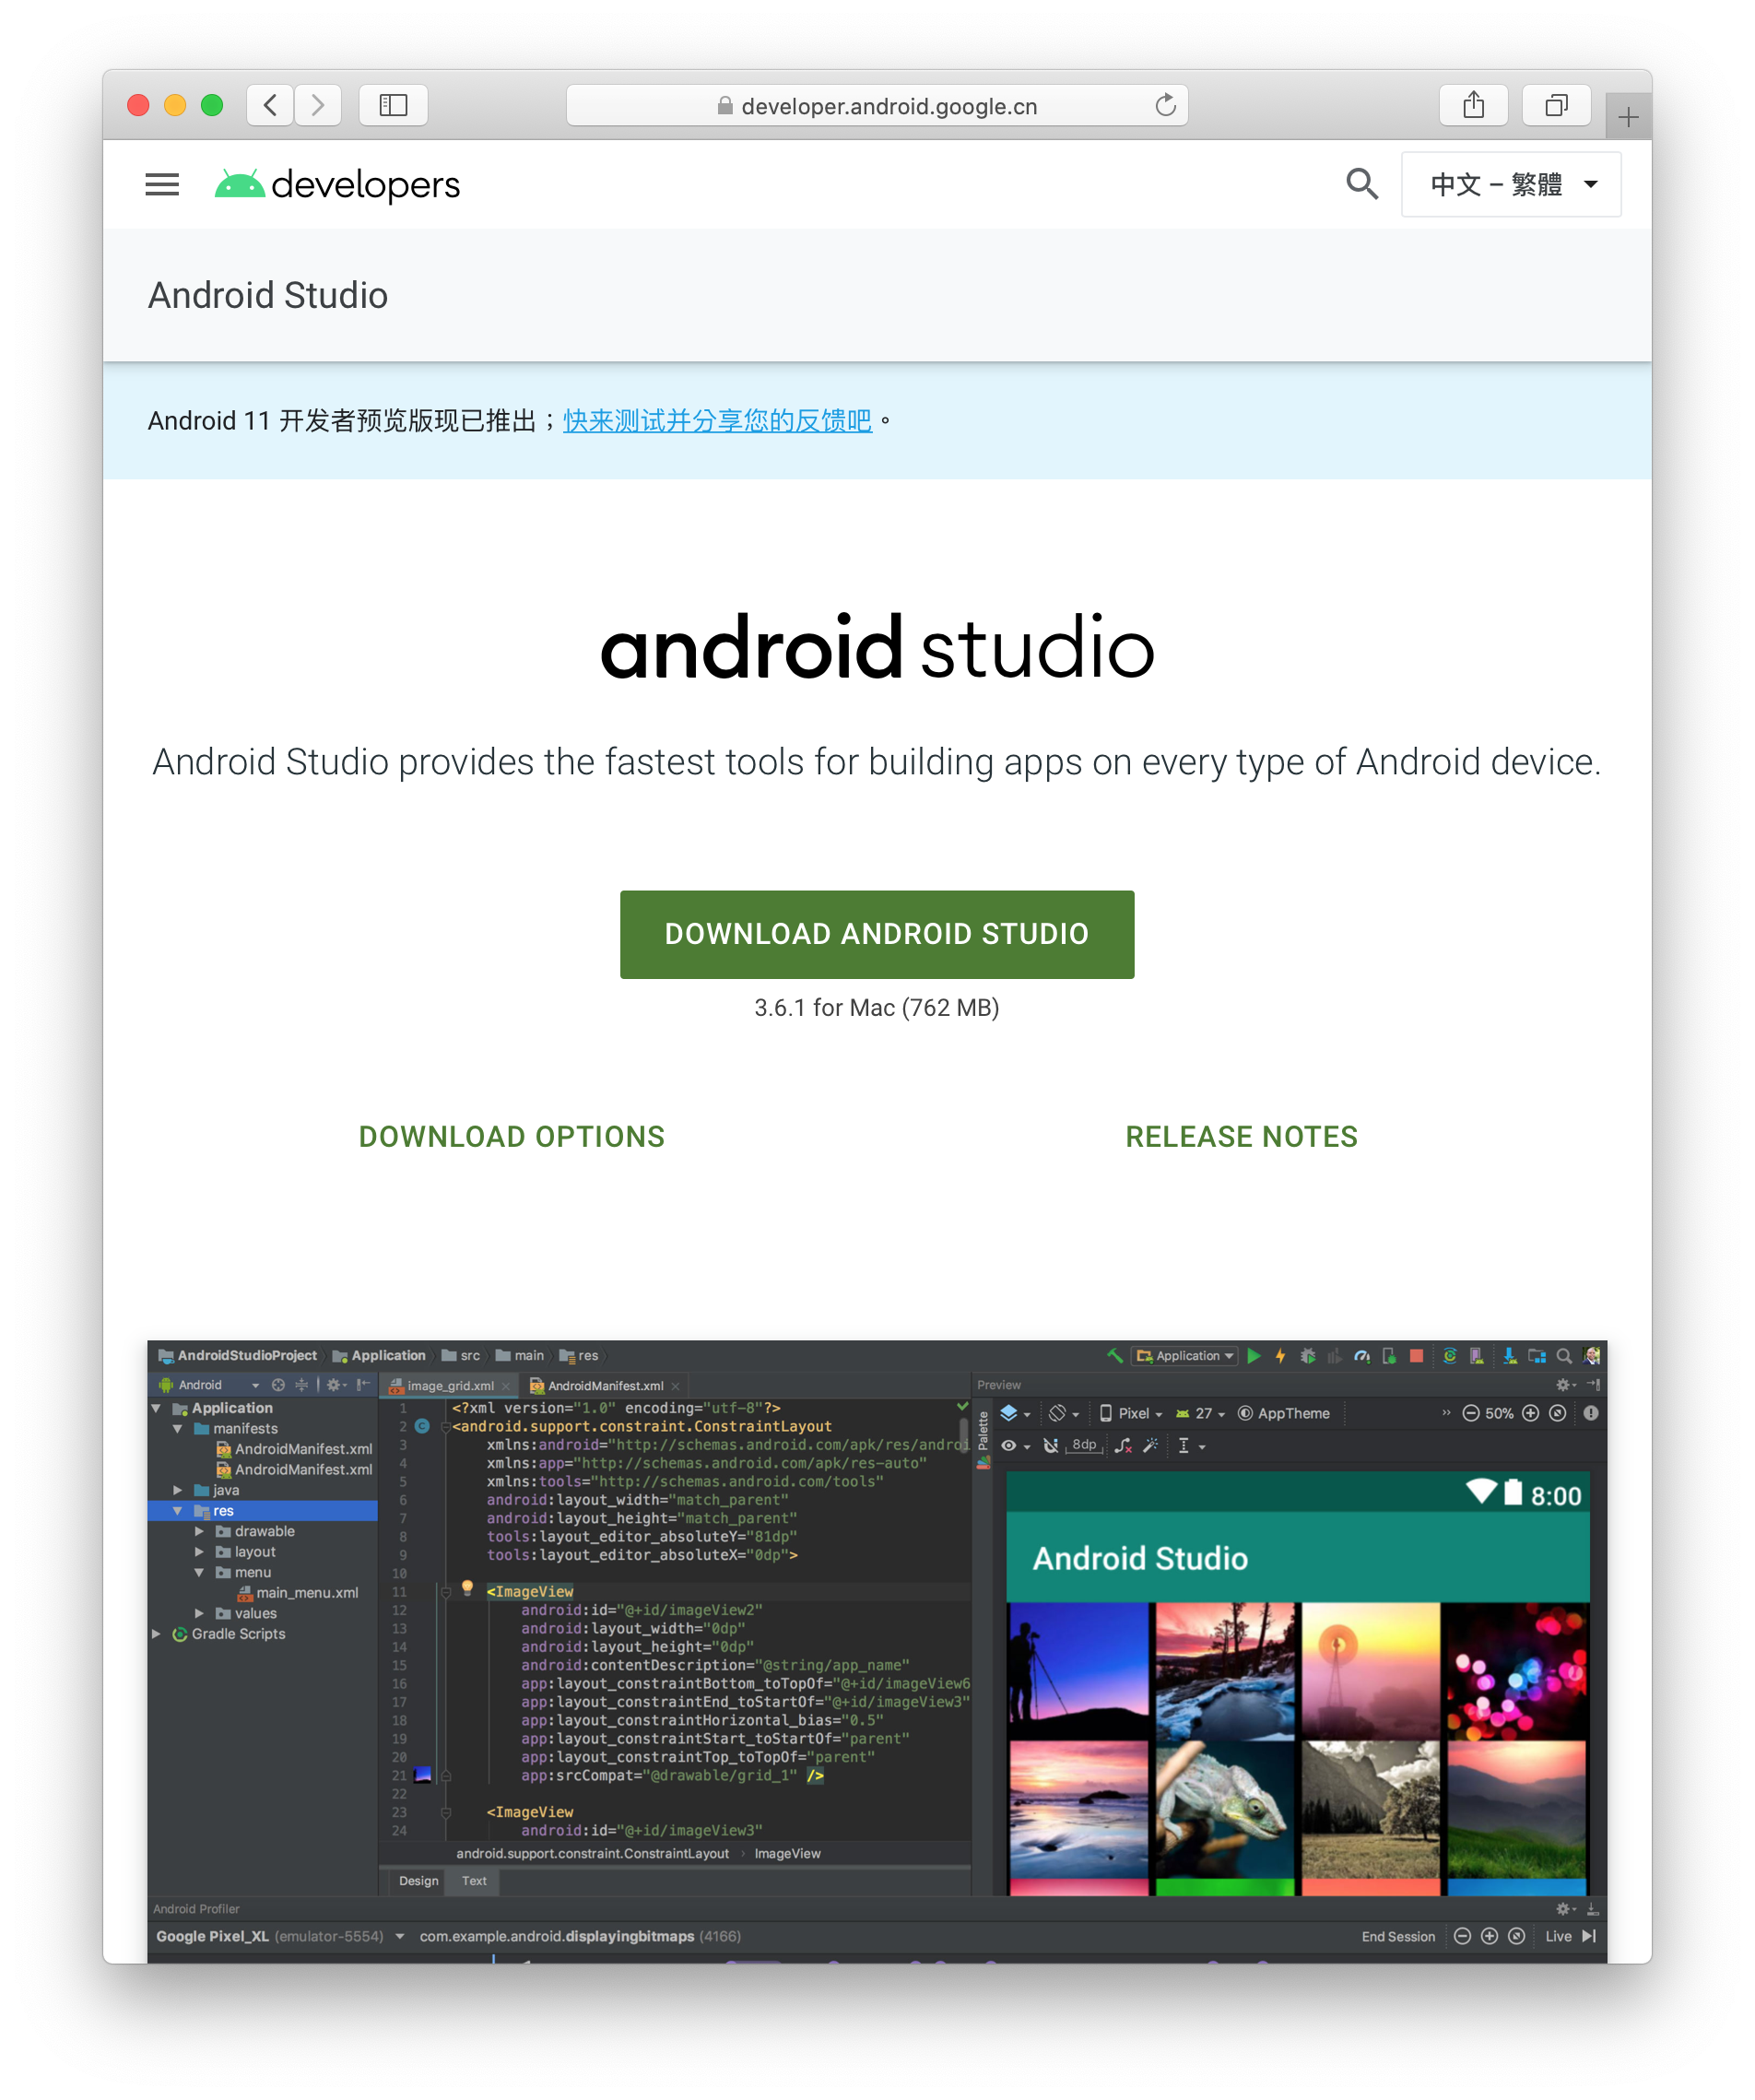 developer.android.google.cn
developers
中文 – 繁體
Android Studio
Android 11 开发者预览版现已推出；快来测试并分享您的反馈吧。
android studio
Android Studio provides the fastest tools for building apps on every type of Android device.
DOWNLOAD ANDROID STUDIO
3.6.1 for Mac (762 MB)
DOWNLOAD OPTIONS
RELEASE NOTES
AndroidStudioProject Application src main res
Application
Android
image_grid.xml
AndroidManifest.xml
Preview
Application
manifests
AndroidManifest.xml
AndroidManifest.xml
java
res
drawable
layout
menu
main_menu.xml
values
Gradle Scripts
1 <?xml version="1.0" encoding="utf-8"?>
2 <android.support.constraint.ConstraintLayout
3 xmlns:android="http://schemas.android.com/apk/res/androi
4 xmlns:app="http://schemas.android.com/apk/res-auto"
5 xmlns:tools="http://schemas.android.com/tools"
6 android:layout_width="match_parent"
7 android:layout_height="match_parent"
8 tools:layout_editor_absoluteY="81dp"
9 tools:layout_editor_absoluteX="0dp">
10
11 <ImageView
12 android:id="@+id/imageView2"
13 android:layout_width="0dp"
14 android:layout_height="0dp"
15 android:contentDescription="@string/app_name"
16 app:layout_constraintBottom_toTopOf="@+id/imageView6
17 app:layout_constraintEnd_toStartOf="@+id/imageView3"
18 app:layout_constraintHorizontal_bias="0.5"
19 app:layout_constraintStart_toStartOf="parent"
20 app:layout_constraintTop_toTopOf="parent"
21 app:srcCompat="@drawable/grid_1" />
22
23 <ImageView
24 android:id="@+id/imageView3"
android.support.constraint.ConstraintLayout › ImageView
Design Text
Palette
Pixel 27 AppTheme » 50%
8dp
8:00
Android Studio
Android Profiler
Google Pixel_XL (emulator-5554) com.example.android.displayingbitmaps (4166)
End Session Live